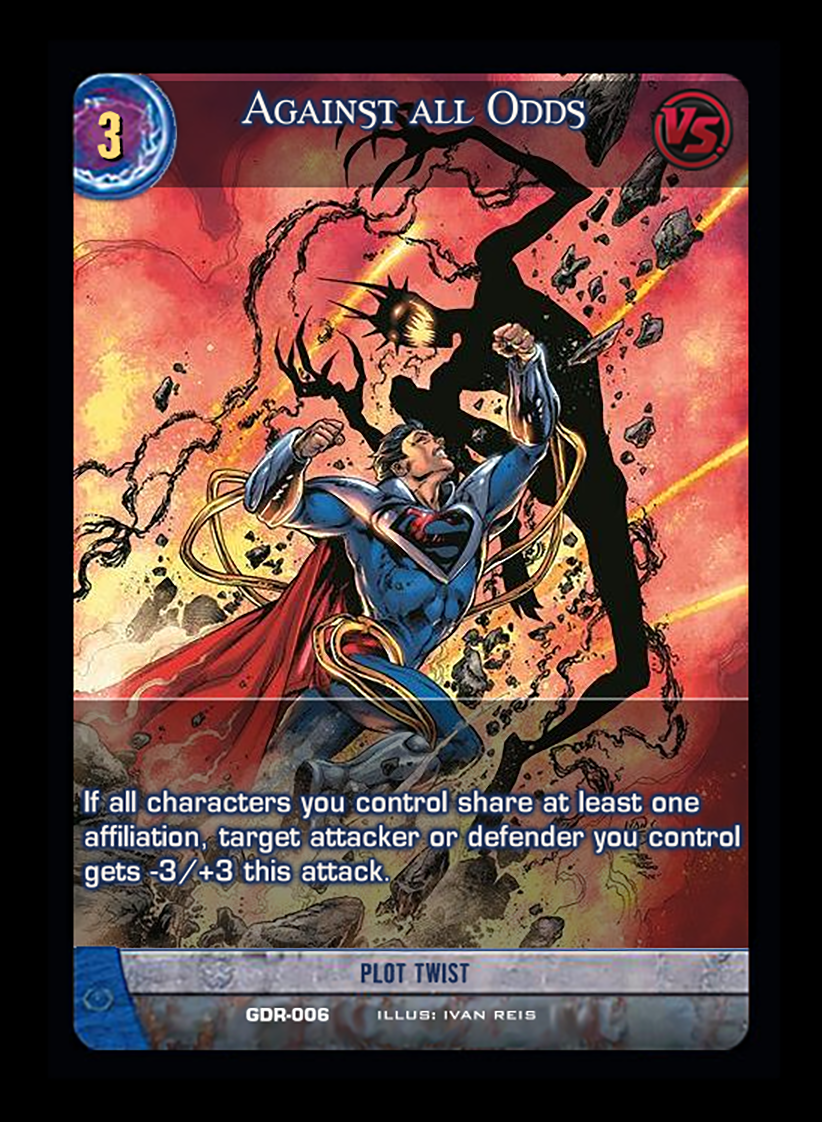 3
Against all Odds
VS.
If all characters you control share at least one
affiliation, target attacker or defender you control
gets -3/+3 this attack.
PLOT TWIST
GDR-006 ILLUS: IVAN REIS